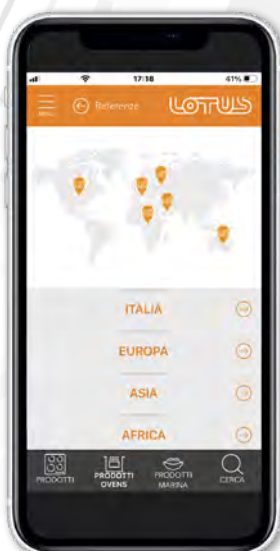 17:18
41%
MENU
Referenze
LOTUS
ITALIA
EUROPA
ASIA
AFRICA
PRODOTTI
PRODOTTI OVENS
PRODOTTI MARINA
CERCA